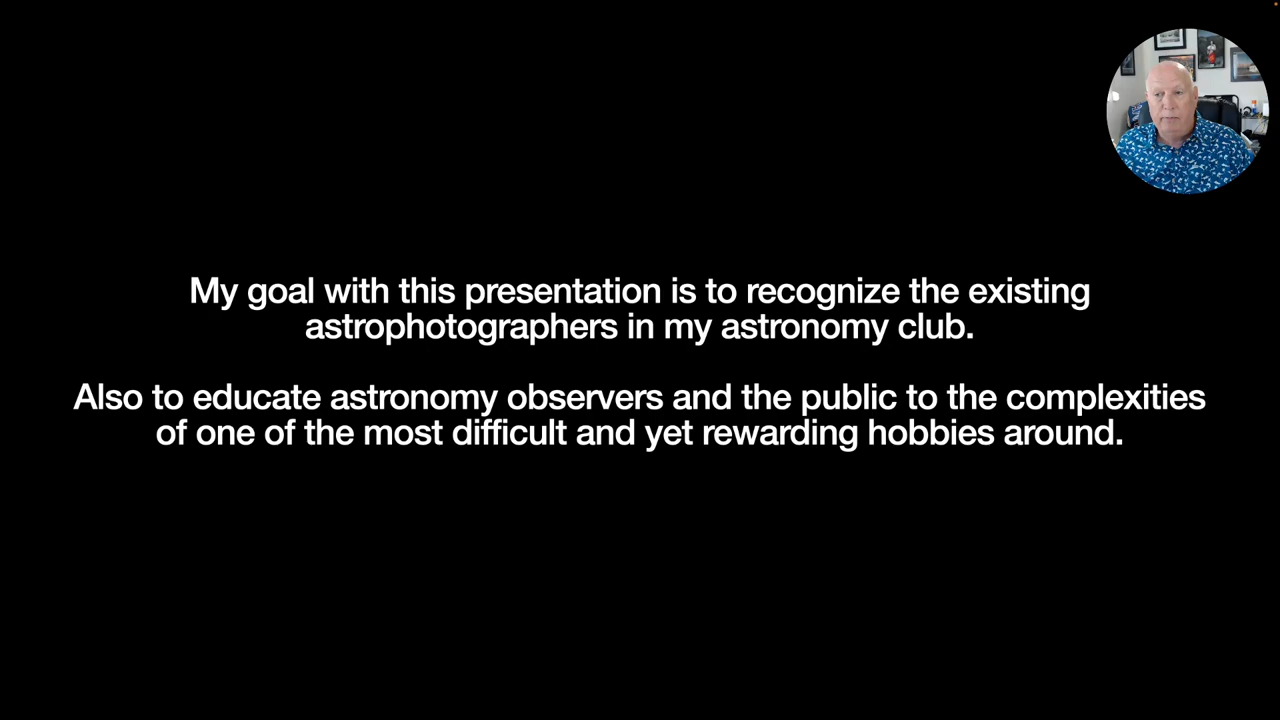 My goal with this presentation is to recognize the existing
astrophotographers in my astronomy club.
Also to educate astronomy observers and the public to the complexities
of one of the most difficult and yet rewarding hobbies around.